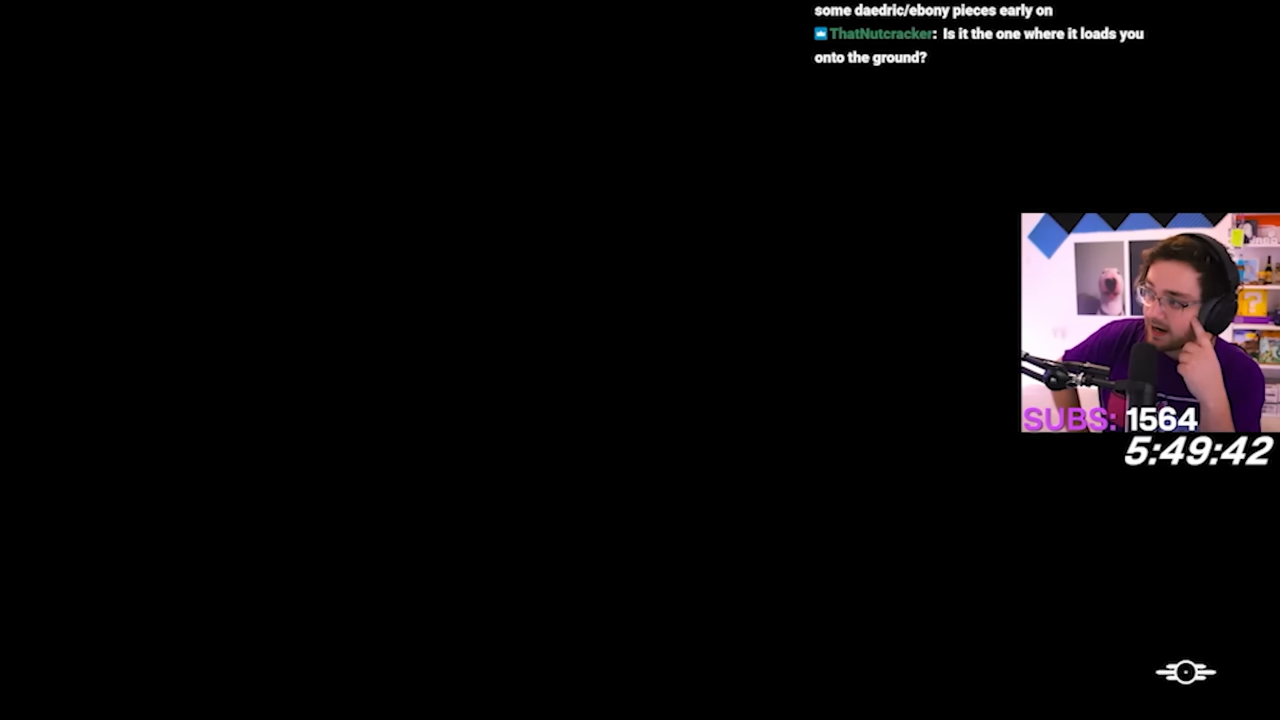 some daedric/ebony pieces early on
ThatNutcracker: Is it the one where it loads you
onto the ground?
SUBS: 1564
5:49:42